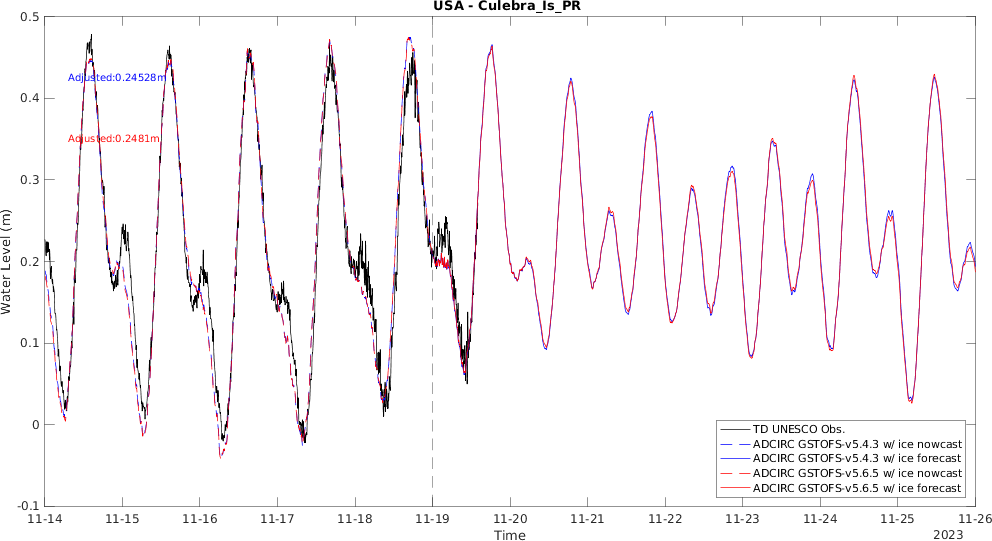 USA - Culebra_Is_PR
0.5
0.4
0.3
0.2
0.1
0
-0.1
Water Level (m)
Adjusted:0.24528m
Adjusted:0.2481m
TD UNESCO Obs.
ADCIRC GSTOFS-v5.4.3 w/ ice nowcast
ADCIRC GSTOFS-v5.4.3 w/ ice forecast
ADCIRC GSTOFS-v5.6.5 w/ ice nowcast
ADCIRC GSTOFS-v5.6.5 w/ ice forecast
11-14 11-15 11-16 11-17 11-18 11-19 11-20 11-21 11-22 11-23 11-24 11-25 11-26
Time
2023